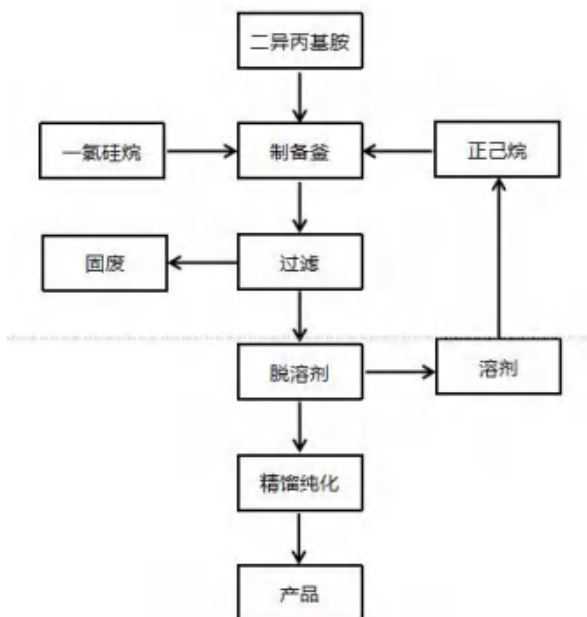 二异丙基胺
一氯硅烷
制备釜
正己烷
固废
过滤
脱溶剂
溶剂
精馏纯化
产品